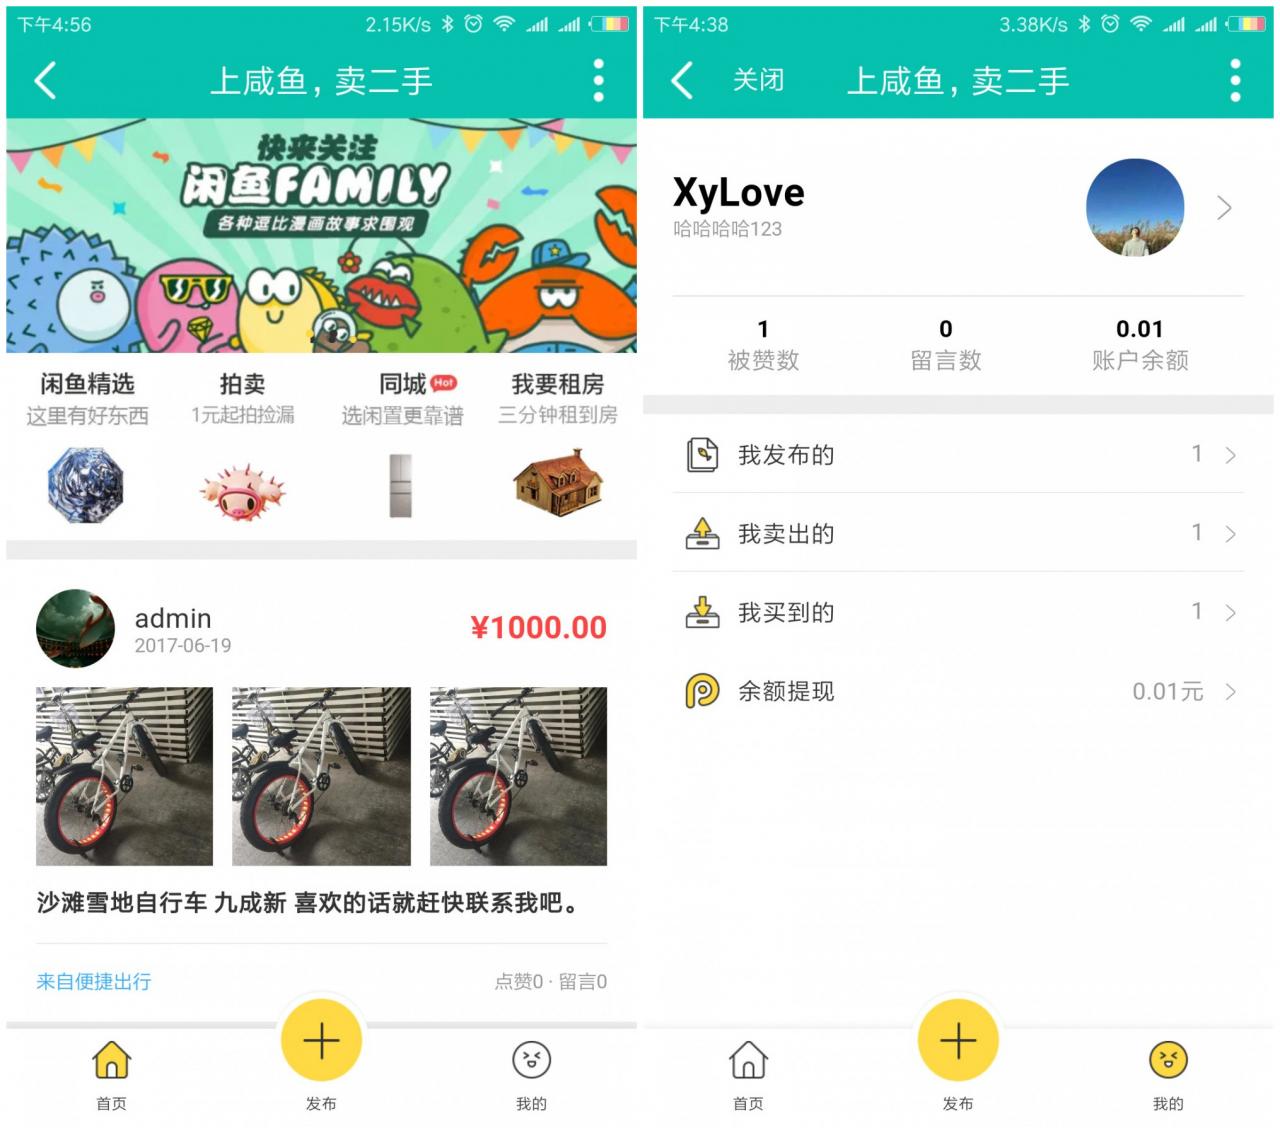 下午4:56
2.15K/s
上咸鱼，卖二手
快来关注
闲鱼FAMILY
各种逗比漫画故事求围观
闲鱼精选
拍卖
同城 Hot
我要租房
这里有好东西
1元起拍捡漏
选闲置更靠谱
三分钟租到房
admin
2017-06-19
¥1000.00
沙滩雪地自行车 九成新 喜欢的话就赶快联系我吧。
来自便捷出行
点赞0 · 留言0
首页
发布
我的
下午4:38
3.38K/s
关闭
上咸鱼，卖二手
XyLove
哈哈哈哈123
1
0
0.01
被赞数
留言数
账户余额
我发布的
1
我卖出的
1
我买到的
1
余额提现
0.01元
首页
发布
我的